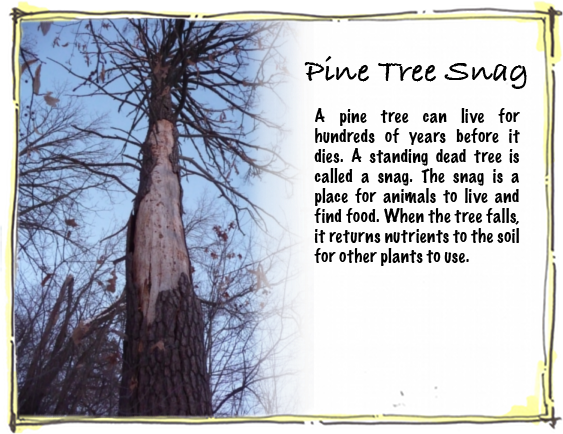 Pine Tree Snag
A pine tree can live for
hundreds of years before it
dies. A standing dead tree is
called a snag. The snag is a
place for animals to live and
find food. When the tree falls,
it returns nutrients to the soil
for other plants to use.